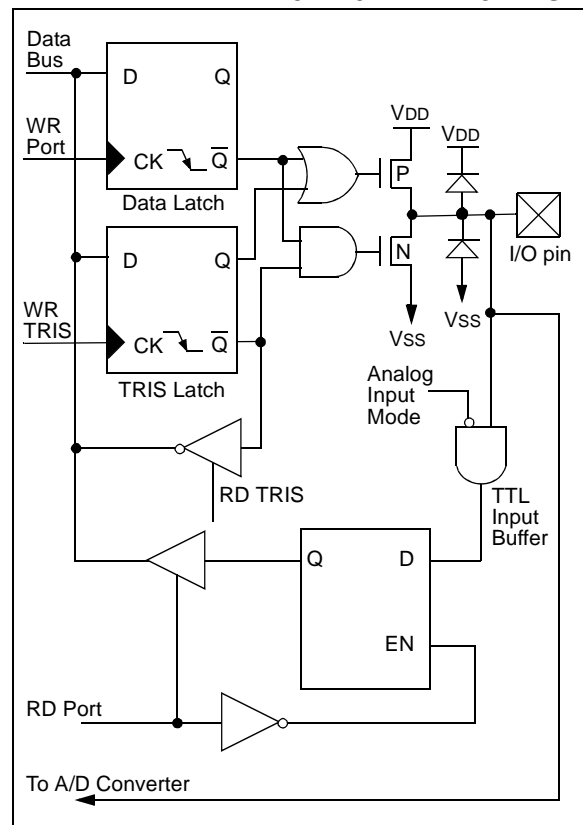 Data
Bus
D
Q
VDD
VDD
WR
Port
CK
Q
P
Data Latch
D
Q
N
I/O pin
WR
TRIS
CK
Q
VSS
VSS
TRIS Latch
Analog
Input
Mode
RD TRIS
TTL
Input
Buffer
Q
D
EN
RD Port
To A/D Converter